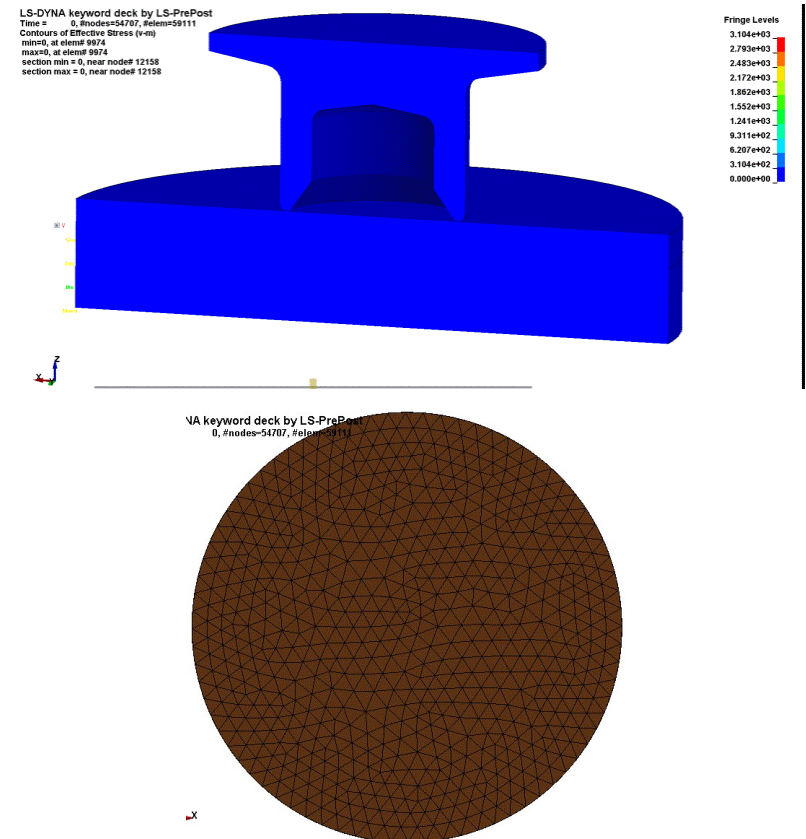 LS-DYNA keyword deck by LS-PrePost
Time = 0, #nodes=54707, #elem=59111
Contours of Effective Stress (v-m)
min=0, at elem# 9974
max=0, at elem# 9974
section min = 0, near node# 12158
section max = 0, near node# 12158
Fringe Levels
3.104e+03
2.793e+03
2.483e+03
2.172e+03
1.862e+03
1.552e+03
1.241e+03
9.311e+02
6.207e+02
3.104e+02
0.000e+00
Z
X
NA keyword deck by LS-PrePost
0, #nodes=54707, #elem=59111
X